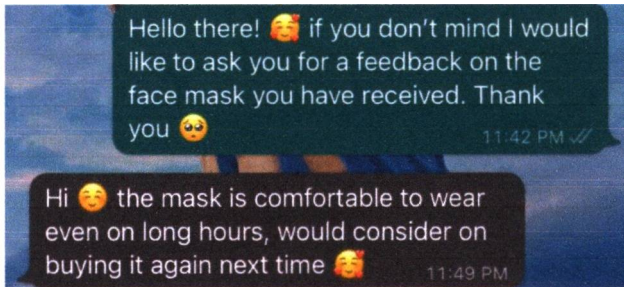 Hello there! 🥰 if you don't mind I would
like to ask you for a feedback on the
face mask you have received. Thank
you 🥺
11:42 PM
Hi ☺️ the mask is comfortable to wear
even on long hours, would consider on
buying it again next time 🥰
11:49 PM